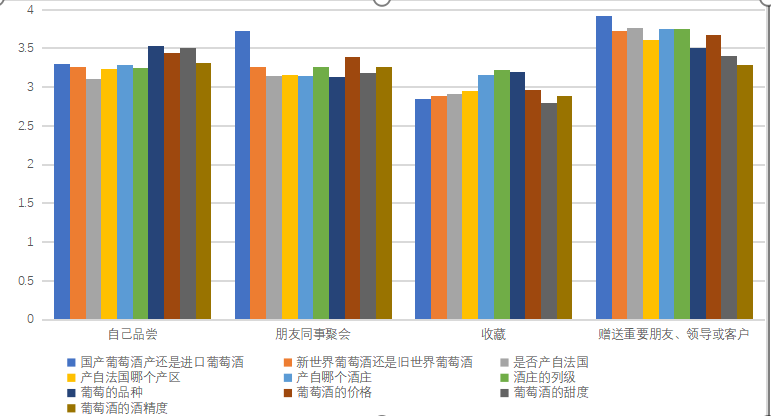 4
3.5
3
2.5
2
1.5
1
0.5
0
自己品尝 朋友同事聚会 收藏 赠送重要朋友、领导或客户
国产葡萄酒产还是进口葡萄酒 新世界葡萄酒还是旧世界葡萄酒 是否产自法国
产自法国哪个产区 产自哪个酒庄 酒庄的列级
葡萄的品种 葡萄酒的价格 葡萄酒的甜度
葡萄酒的酒精度